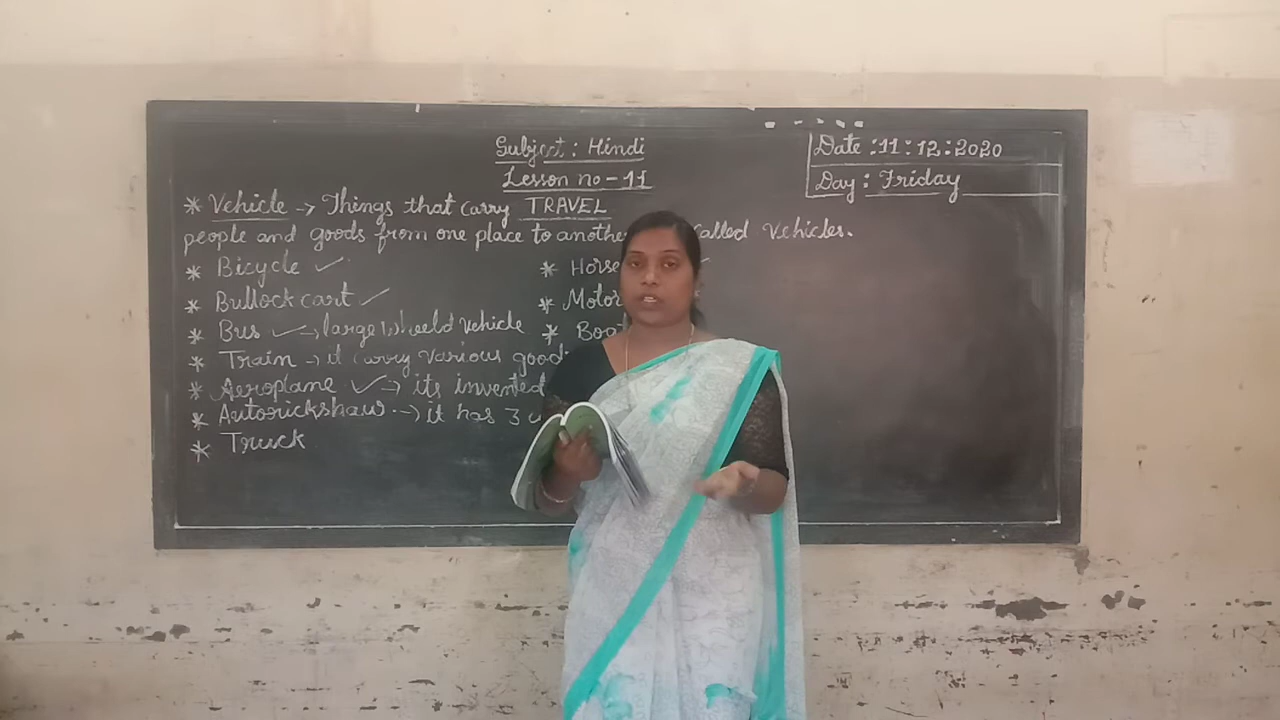 Subject : Hindi
Lesson no - 11
Date : 11:12:2020
Day : Friday
* Vehicle -> Things that carry TRAVEL
people and goods from one place to another called Vehicles.
* Bicycle ✓
* Bullock cart ✓
* Bus ✓ -> large wheeld vehicle
* Train -> it carry various good
* Aeroplane ✓ -> its invented
* Autorickshaw -> it has 3
* Truck
* Horse
* Motor
* Boa